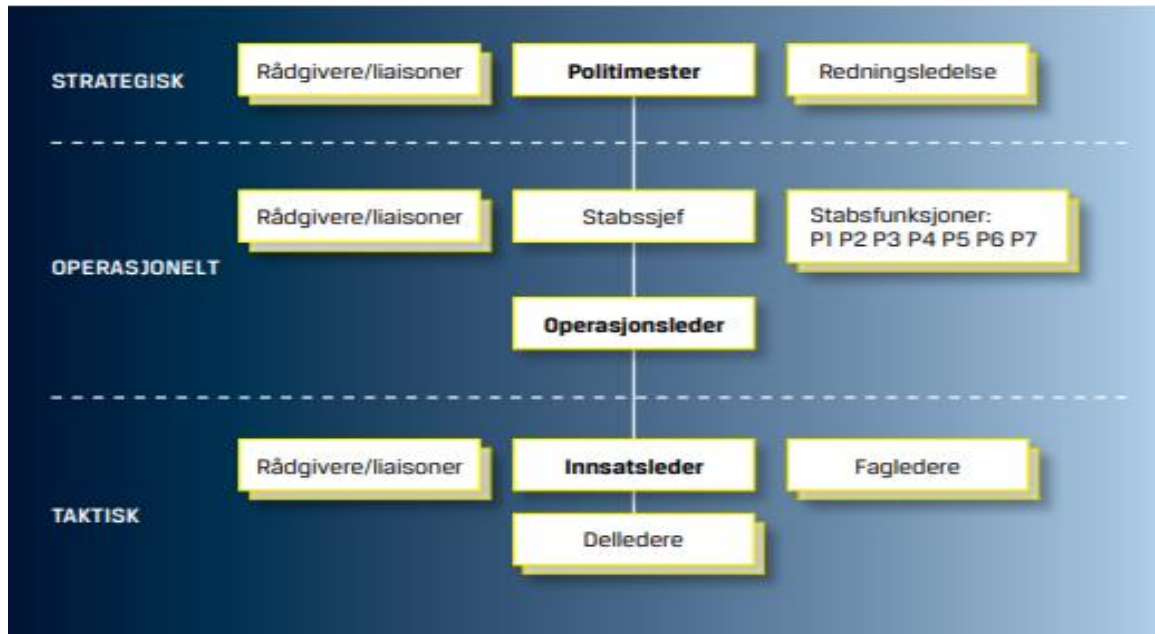 STRATEGISK
Rådgivere/liaisoner
Politimester
Redningsledelse
OPERASJONELT
Rådgivere/liaisoner
Stabssjef
Stabsfunksjoner:
P1 P2 P3 P4 P5 P6 P7
Operasjonsleder
TAKTISK
Rådgivere/liaisoner
Innsatsleder
Fagledere
Delledere